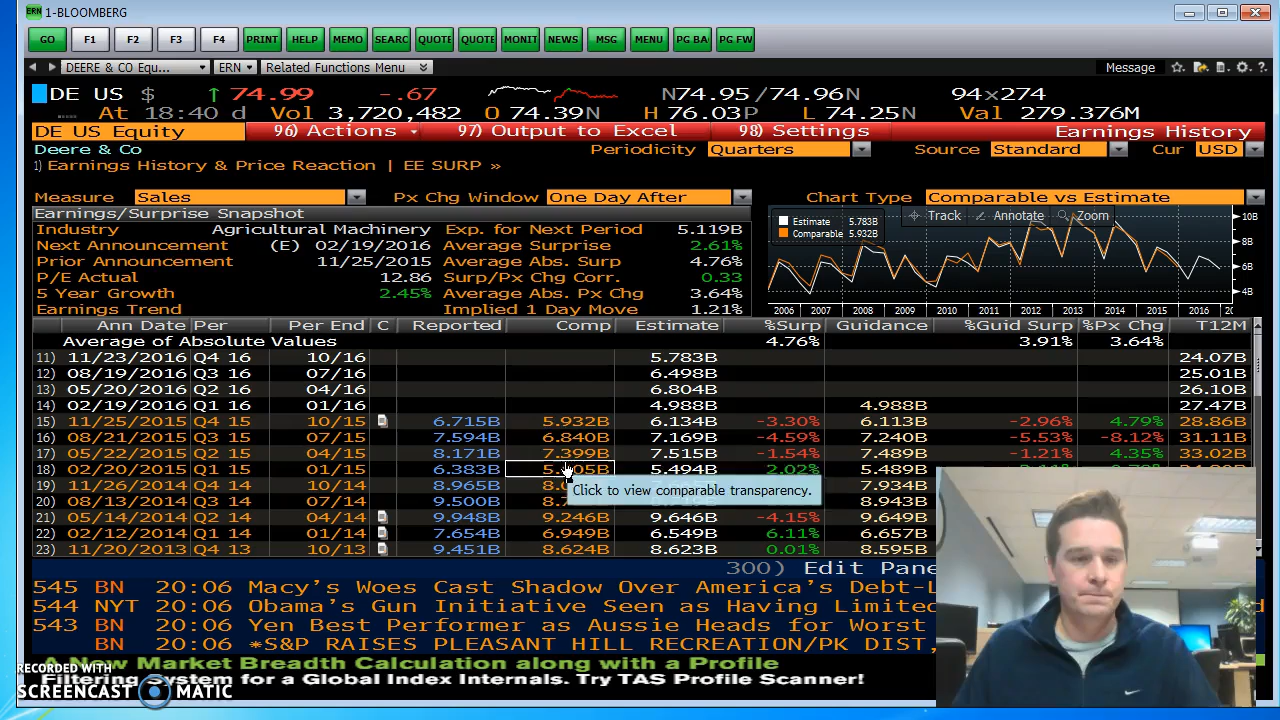 ERN 1-BLOOMBERG
GO F1 F2 F3 F4 PRINT HELP MEMO SEARC QUOTE QUOTE MONIT NEWS MSG MENU PG BA PG FW
DEERE & CO Equ... ERN Related Functions Menu Message
DE US $ ↑ 74.99 -.67 N74.95/74.96N 94×274
At 18:40 d Vol 3,720,482 O 74.39N H 76.03P L 74.25N Val 279.376M
DE US Equity 96) Actions 97) Output to Excel 98) Settings Earnings History
Deere & Co Periodicity Quarters Source Standard Cur USD
1) Earnings History & Price Reaction | EE SURP »
Measure Sales Px Chg Window One Day After Chart Type Comparable vs Estimate
Earnings/Surprise Snapshot
Industry Agricultural Machinery Exp. for Next Period 5.119B
Next Announcement (E) 02/19/2016 Average Surprise 2.61%
Prior Announcement 11/25/2015 Average Abs. Surp 4.76%
P/E Actual 12.86 Surp/Px Chg Corr. 0.33
5 Year Growth 2.45% Average Abs. Px Chg 3.64%
Earnings Trend Implied 1 Day Move 1.21%
Track Annotate Zoom
Estimate 5.783B
Comparable 5.932B
10B
8B
6B
4B
2006 2007 2008 2009 2010 2011 2012 2013 2014 2015 2016
Ann Date Per Per End C Reported Comp Estimate %Surp Guidance %Guid Surp %Px Chg T12M
Average of Absolute Values 4.76% 3.91% 3.64%
11) 11/23/2016 Q4 16 10/16 5.783B 24.07B
12) 08/19/2016 Q3 16 07/16 6.498B 25.01B
13) 05/20/2016 Q2 16 04/16 6.804B 26.10B
14) 02/19/2016 Q1 16 01/16 4.988B 4.988B 27.47B
15) 11/25/2015 Q4 15 10/15 6.715B 5.932B 6.134B -3.30% 6.113B -2.96% 4.79% 28.86B
16) 08/21/2015 Q3 15 07/15 7.594B 6.840B 7.169B -4.59% 7.240B -5.53% -8.12% 31.11B
17) 05/22/2015 Q2 15 04/15 8.171B 7.399B 7.515B -1.54% 7.489B -1.21% 4.35% 33.02B
18) 02/20/2015 Q1 15 01/15 6.383B 5.494B 2.02% 5.489B
19) 11/26/2014 Q4 14 10/14 8.965B 7.934B
20) 08/13/2014 Q3 14 07/14 9.500B 8.943B
Click to view comparable transparency.
21) 05/14/2014 Q2 14 04/14 9.948B 9.246B 9.646B -4.15% 9.649B
22) 02/12/2014 Q1 14 01/14 7.654B 6.949B 6.549B 6.11% 6.657B
23) 11/20/2013 Q4 13 10/13 9.451B 8.624B 8.623B 0.01% 8.595B
300) Edit Pane
545 BN 20:06 Macy's Woes Cast Shadow Over America's Debt-L
544 NYT 20:06 Obama's Gun Initiative Seen as Having Limited
543 BN 20:06 Yen Best Performer as Aussie Heads for Worst
BN 20:06 *S&P RAISES PLEASANT HILL RECREATION/PK DIST,
A New Market Breadth Calculation along with a Profile
Filtering System for a Global Index Internals. Try TAS Profile Scanner!
RECORDED WITH
SCREENCAST MATIC